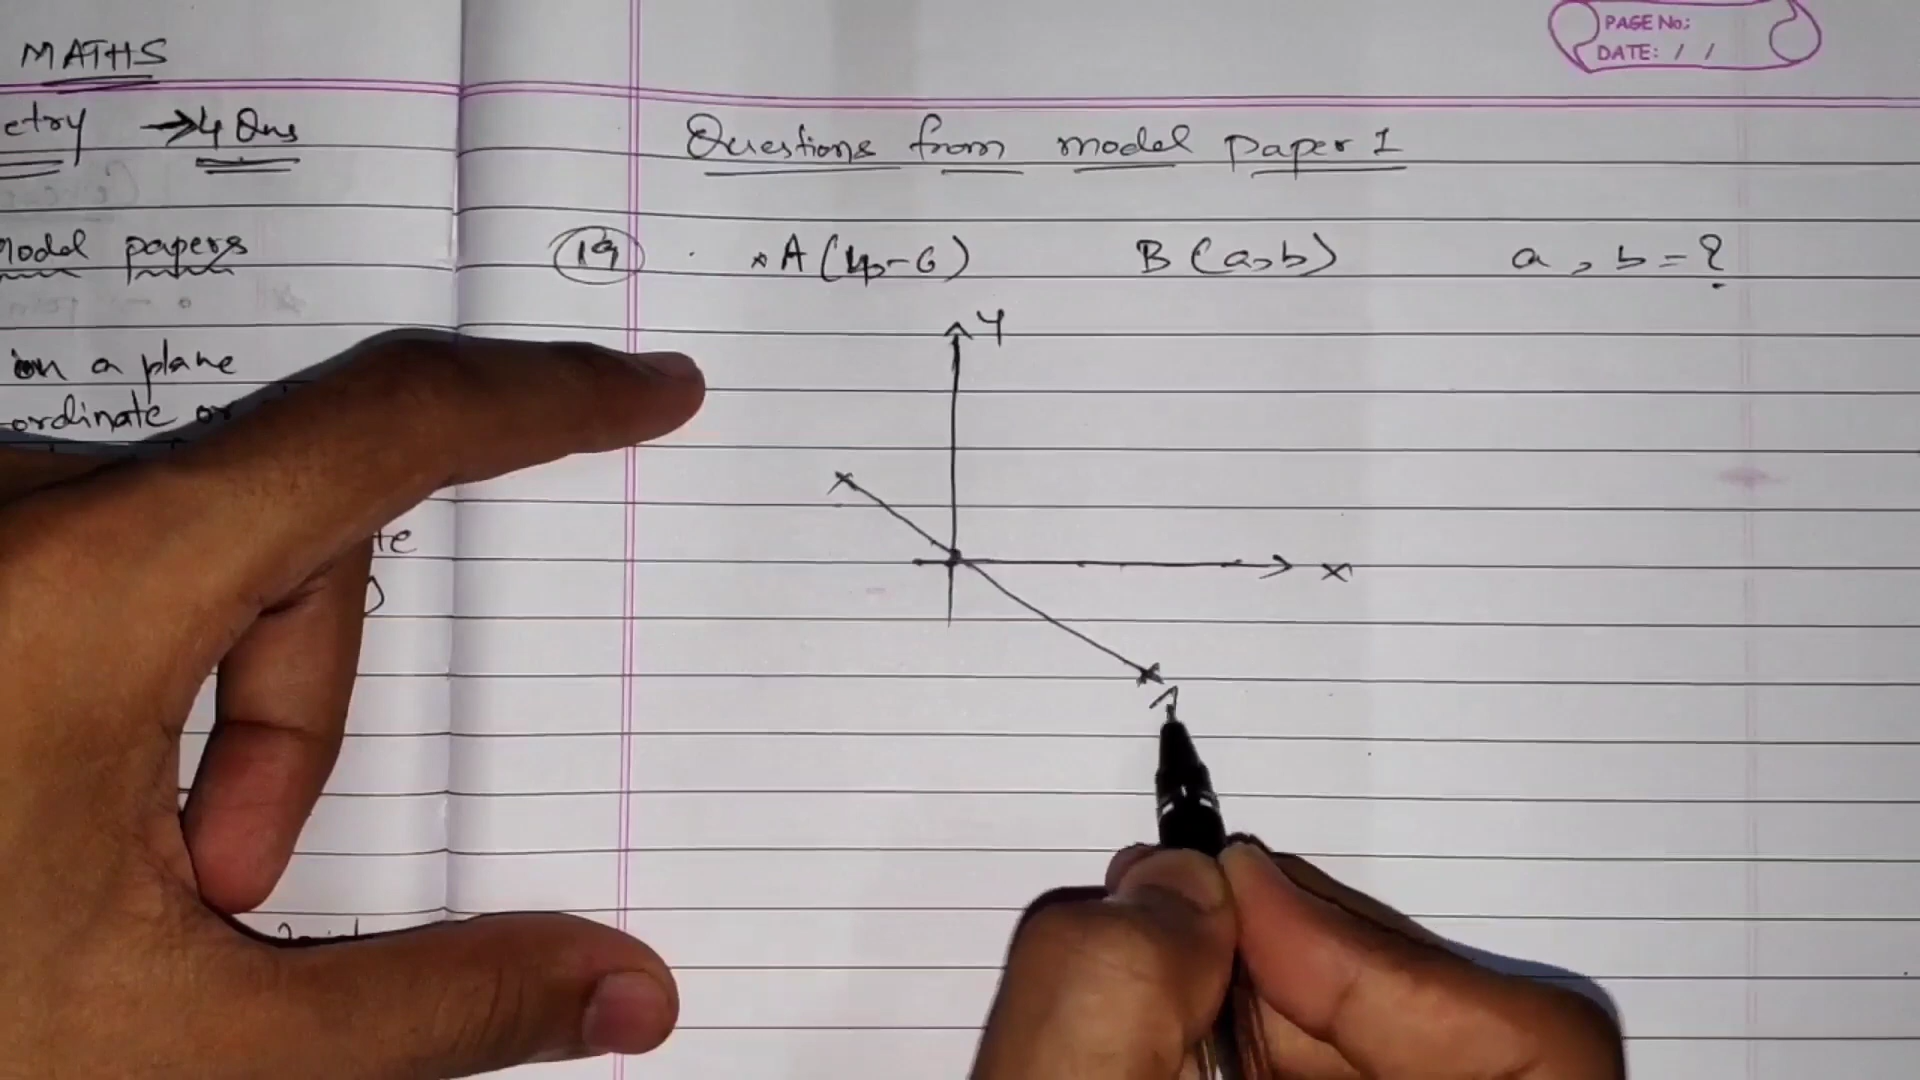 MATHS
etry → 4 Qns
model papers
on a plane
ordinate or
te
PAGE No:
DATE: / /
Questions from model paper 1
19 . * A (4, -6) B (a, b) a, b = ?
Y
x